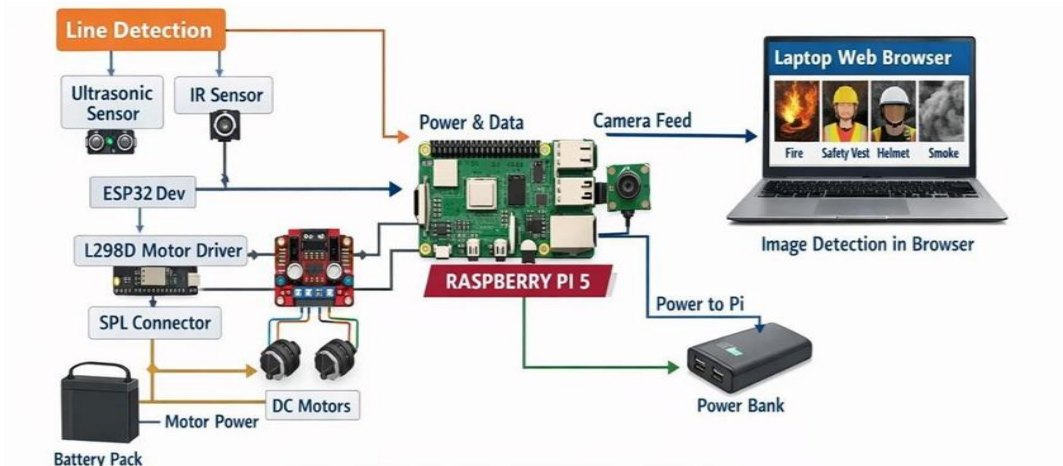 Line Detection
Ultrasonic
Sensor
IR Sensor
ESP32 Dev
L298D Motor Driver
SPL Connector
DC Motors
Motor Power
Battery Pack
Power & Data
RASPBERRY PI 5
Camera Feed
Laptop Web Browser
Fire
Safety Vest
Helmet
Smoke
Image Detection in Browser
Power to Pi
Power Bank